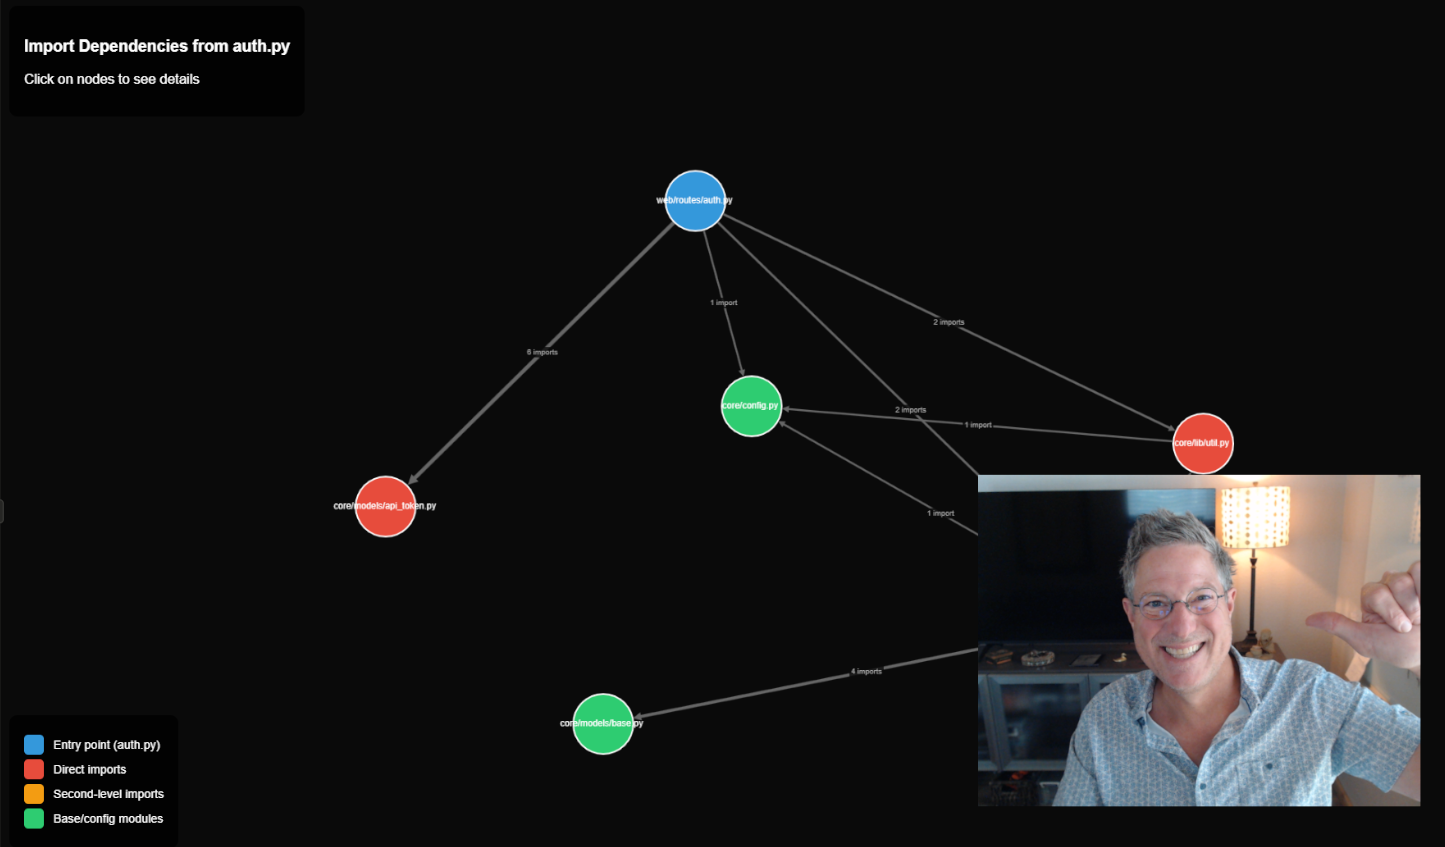 Import Dependencies from auth.py
Click on nodes to see details
web/routes/auth.py
1 import
2 imports
6 imports
core/config.py
2 imports
1 import
core/lib/util.py
core/models/api_token.py
1 import
4 imports
core/models/base.py
Entry point (auth.py)
Direct imports
Second-level imports
Base/config modules